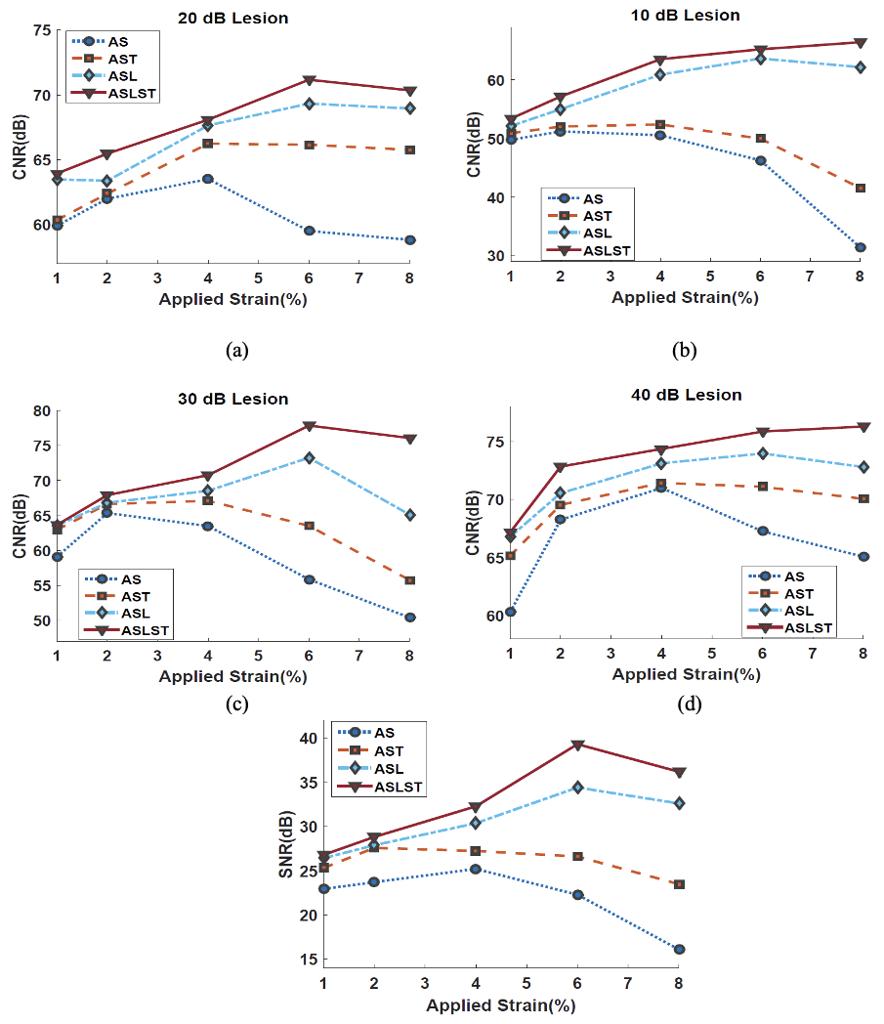 20 dB Lesion
75
70
65
60
CNR(dB)
AS
AST
ASL
ASLST
1 2 3 4 5 6 7 8
Applied Strain(%)
(a)
10 dB Lesion
60
50
40
30
CNR(dB)
AS
AST
ASL
ASLST
1 2 3 4 5 6 7 8
Applied Strain(%)
(b)
30 dB Lesion
80
75
70
65
60
55
50
CNR(dB)
AS
AST
ASL
ASLST
1 2 3 4 5 6 7 8
Applied Strain(%)
(c)
40 dB Lesion
75
70
65
60
CNR(dB)
AS
AST
ASL
ASLST
1 2 3 4 5 6 7 8
Applied Strain(%)
(d)
40
35
30
25
20
15
SNR(dB)
AS
AST
ASL
ASLST
1 2 3 4 5 6 7 8
Applied Strain(%)